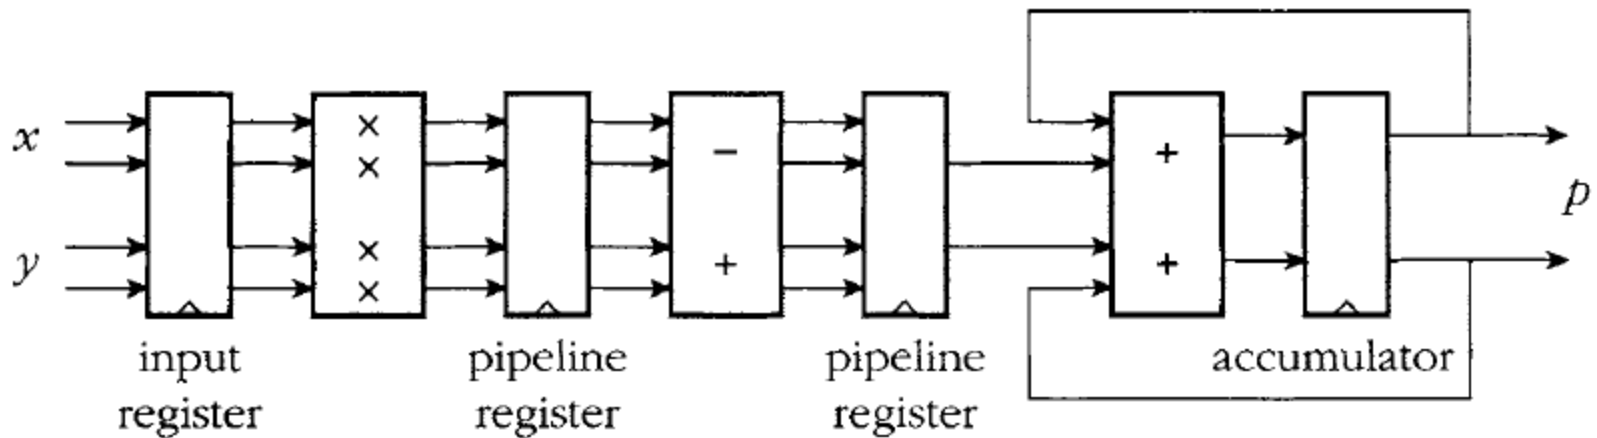 x
y
×
×
×
×
−
+
+
+
p
input
register
pipeline
register
pipeline
register
accumulator